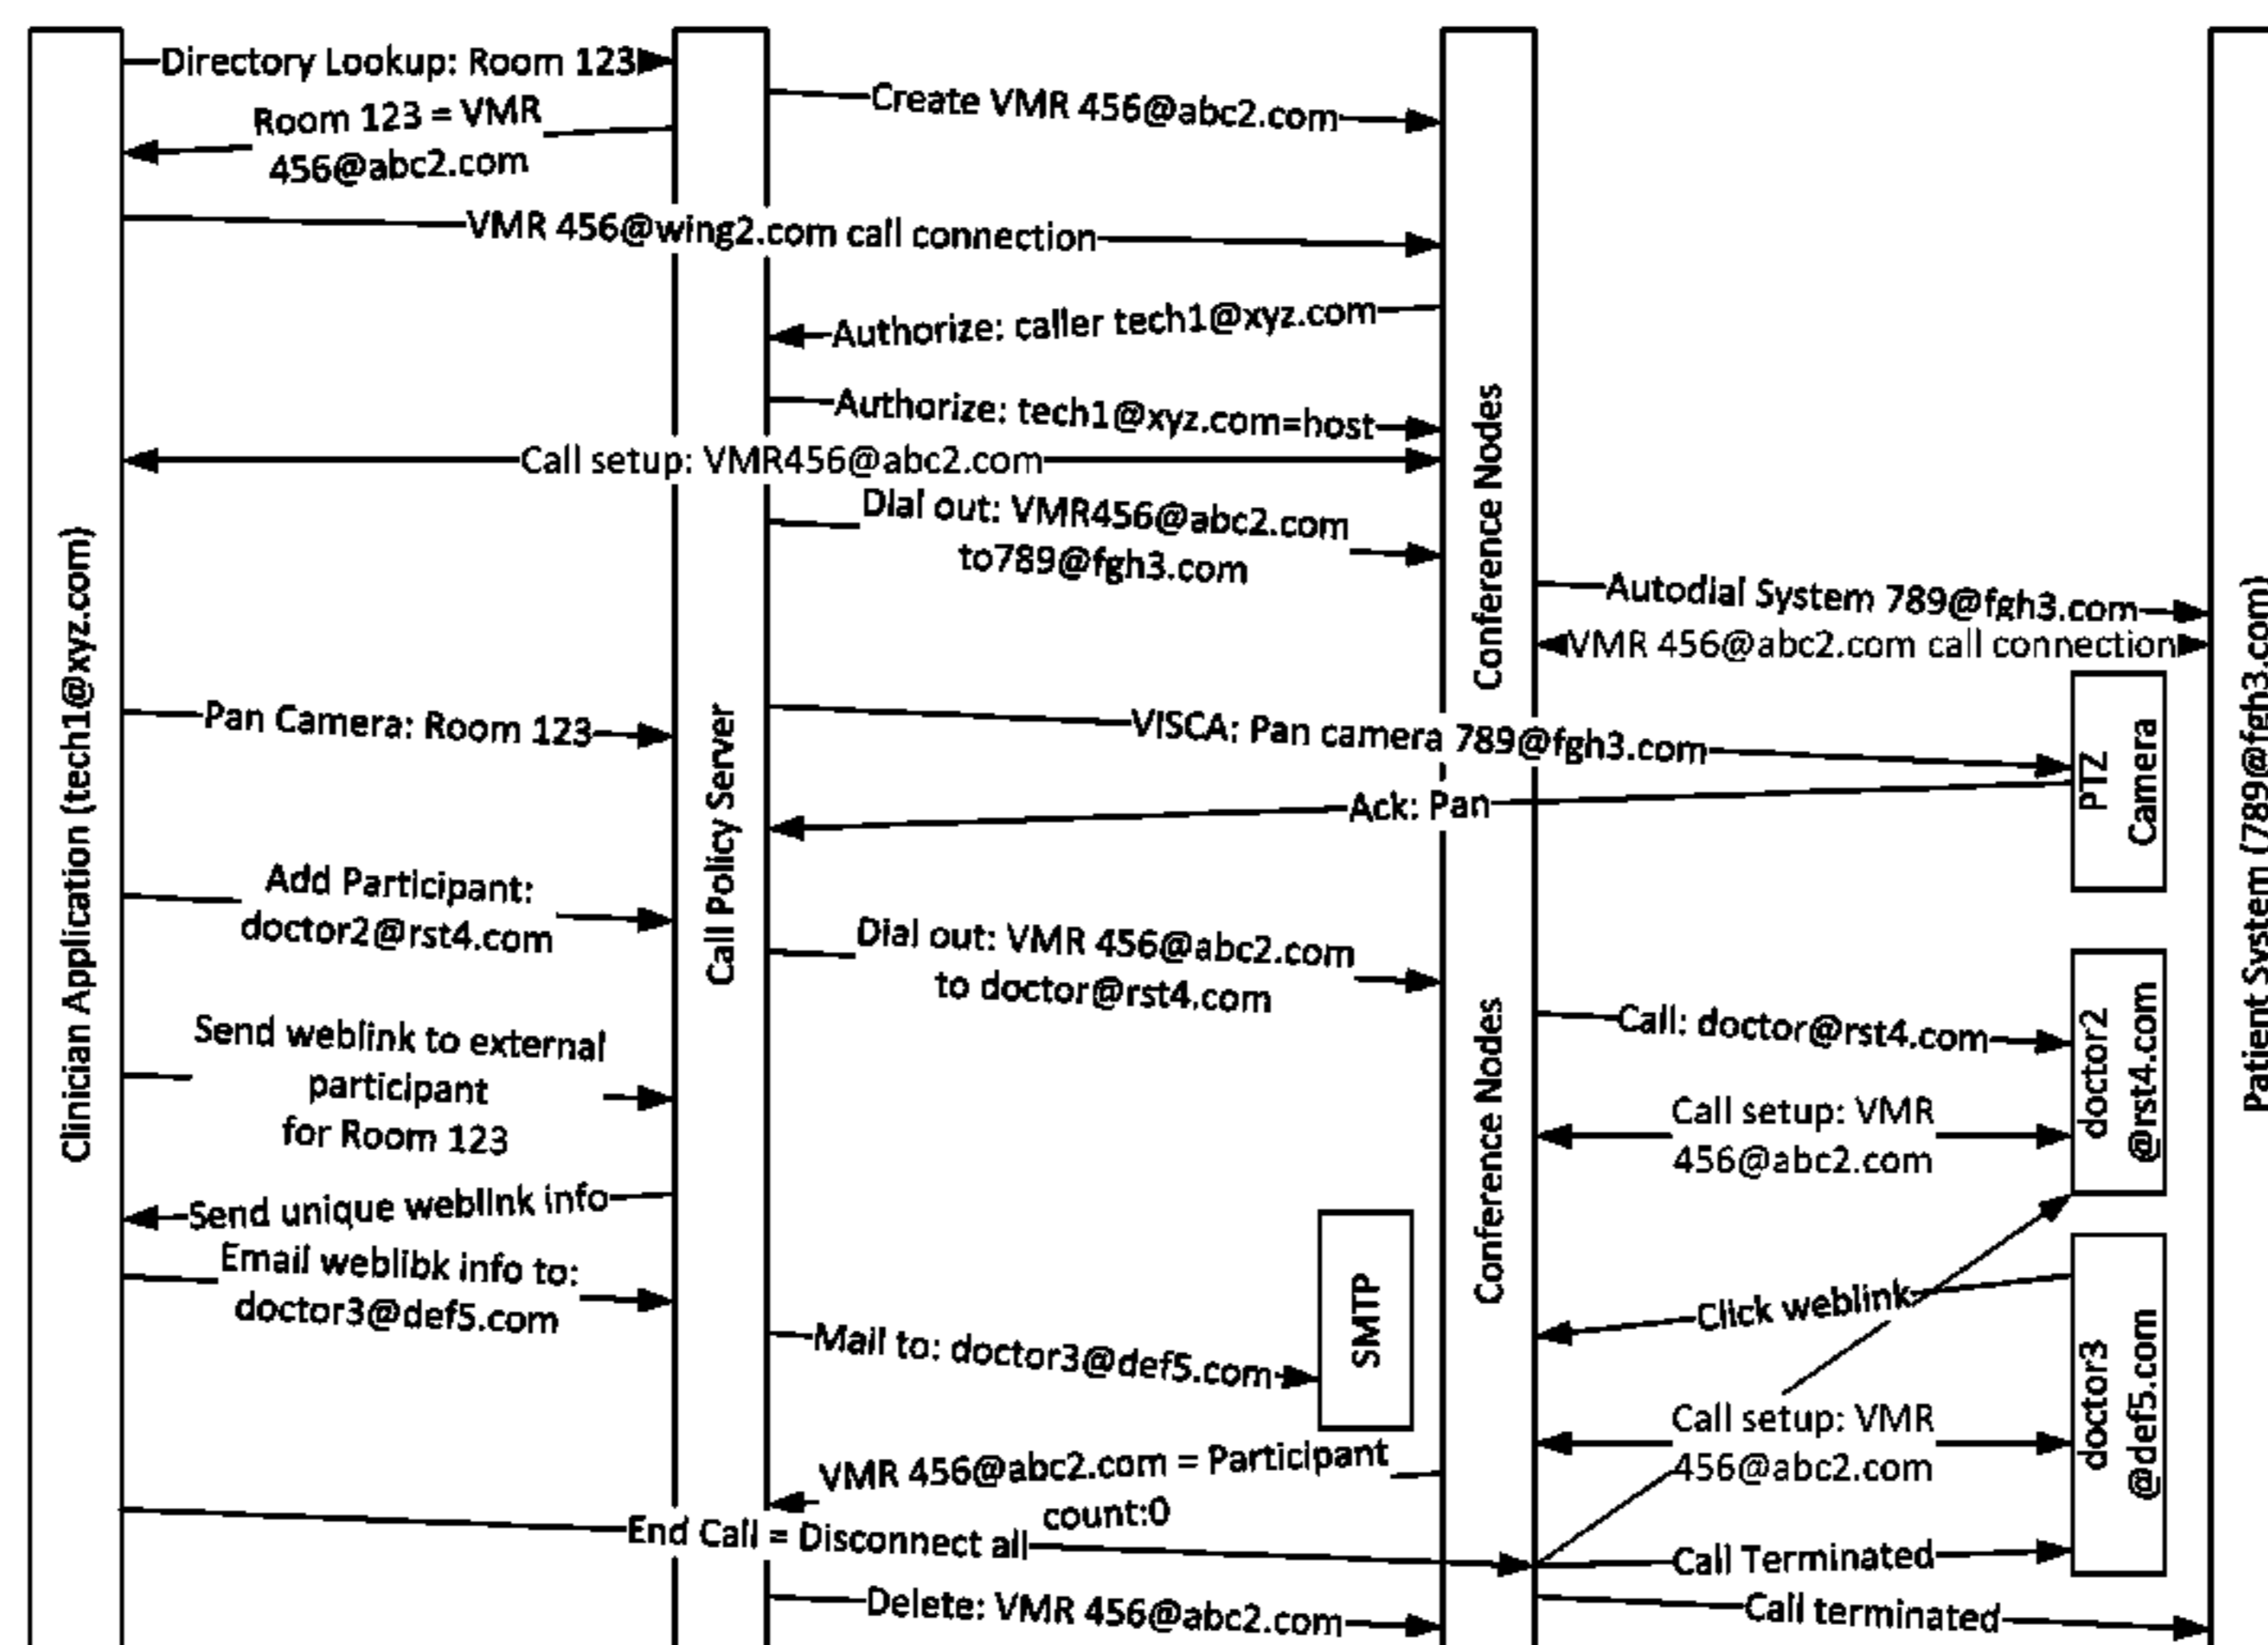 Directory Lookup: Room 123
Create VMR 456@abc2.com
Room 123 = VMR
456@abc2.com
VMR 456@wing2.com call connection
Authorize: caller tech1@xyz.com
Authorize: tech1@xyz.com=host
Call setup: VMR456@abc2.com
Dial out: VMR456@abc2.com
to789@fgh3.com
Autodial System 789@fgh3.com
VMR 456@abc2.com call connection
Pan Camera: Room 123
VISCA: Pan camera 789@fgh3.com
Ack: Pan
Add Participant:
doctor2@rst4.com
Dial out: VMR 456@abc2.com
to doctor@rst4.com
Call: doctor@rst4.com
Send weblink to external
participant
for Room 123
Call setup: VMR
456@abc2.com
Send unique weblink info
Email weblibk info to:
doctor3@def5.com
Click weblink
Mail to: doctor3@def5.com
Call setup: VMR
456@abc2.com
VMR 456@abc2.com = Participant
count:0
End Call = Disconnect all
Call Terminated
Delete: VMR 456@abc2.com
Call terminated
Clinician Application (tech1@xyz.com)
Call Policy Server
Conference Nodes
Conference Nodes
SMTP
PTZ
Camera
doctor2
@rst4.com
doctor3
@def5.com
Patient System (789@fgh3.com)